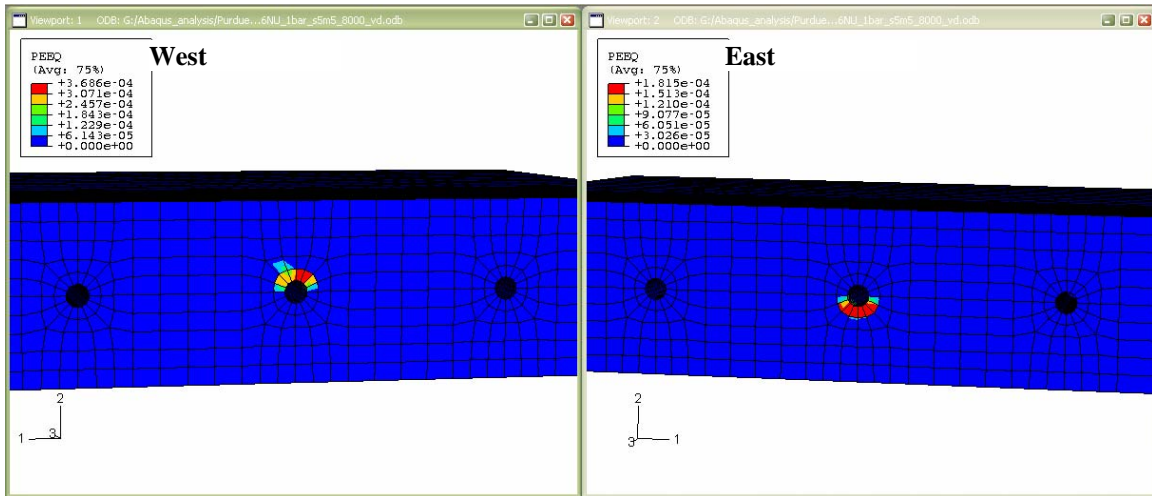 Viewport: 1 ODB: G:/Abaqus_analysis/Purdue...6NU_1bar_s5m5_8000_vd.odb
West
PEEQ
(Avg: 75%)
+3.686e-04
+3.071e-04
+2.457e-04
+1.843e-04
+1.229e-04
+6.143e-05
+0.000e+00
2
1
3
Viewport: 2 ODB: G:/Abaqus_analysis/Purdue...6NU_1bar_s5m5_8000_vd.odb
East
PEEQ
(Avg: 75%)
+1.815e-04
+1.513e-04
+1.210e-04
+9.077e-05
+6.051e-05
+3.026e-05
+0.000e+00
2
3
1